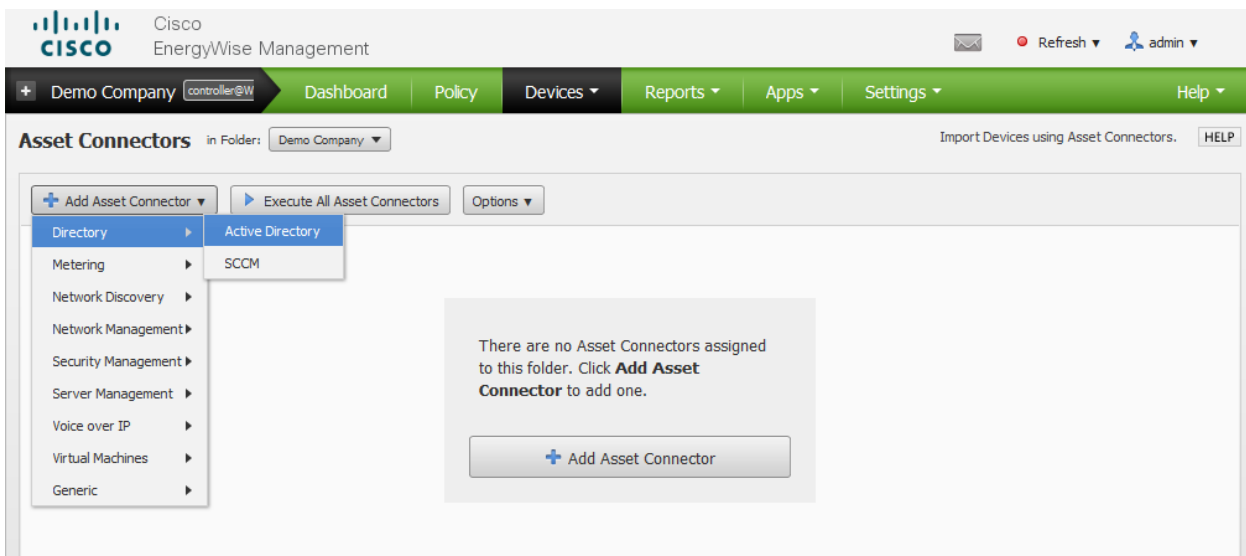 Cisco
CISCO EnergyWise Management
Refresh ▼ admin ▼
+ Demo Company controller@W Dashboard Policy Devices ▼ Reports ▼ Apps ▼ Settings ▼ Help ▼
Asset Connectors in Folder: Demo Company ▼ Import Devices using Asset Connectors. HELP
Add Asset Connector ▼ Execute All Asset Connectors Options ▼
Directory Active Directory
Metering SCCM
Network Discovery
Network Management
Security Management
Server Management
Voice over IP
Virtual Machines
Generic
There are no Asset Connectors assigned
to this folder. Click Add Asset
Connector to add one.
Add Asset Connector